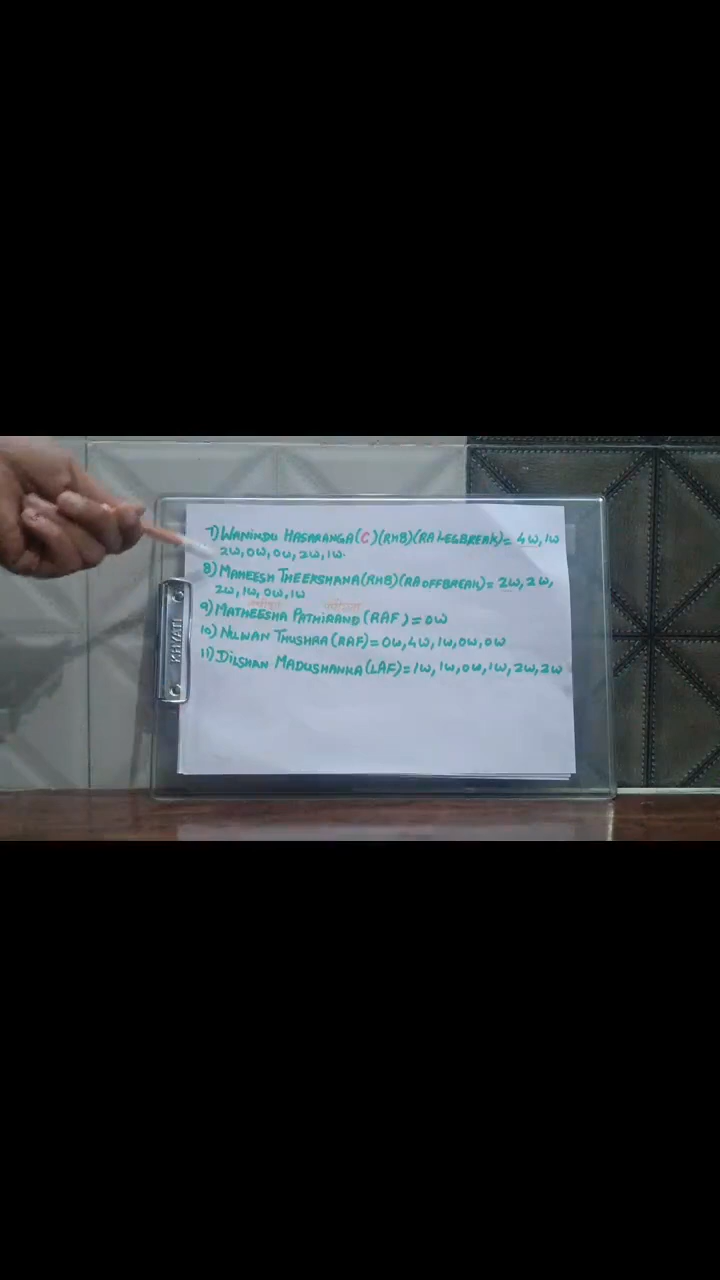 7) WANINDU HASARANGA (C) (RHB) (RA LEGBREAK) = 4W, 1W
2W, 0W, 0W, 2W, 1W.
8) MAHEESH THEEKSHANA (RHB) (RA OFFBREAK) = 2W, 2W,
2W, 1W, 0W, 1W
9) MATHEESHA PATHIRANA (RAF) = 0W
10) NUWAN THUSHRA (RAF) = 0W, 4W, 1W, 0W, 0W
11) DILSHAN MADUSHANKA (LAF) = 1W, 1W, 0W, 1W, 2W, 2W
KHYATI